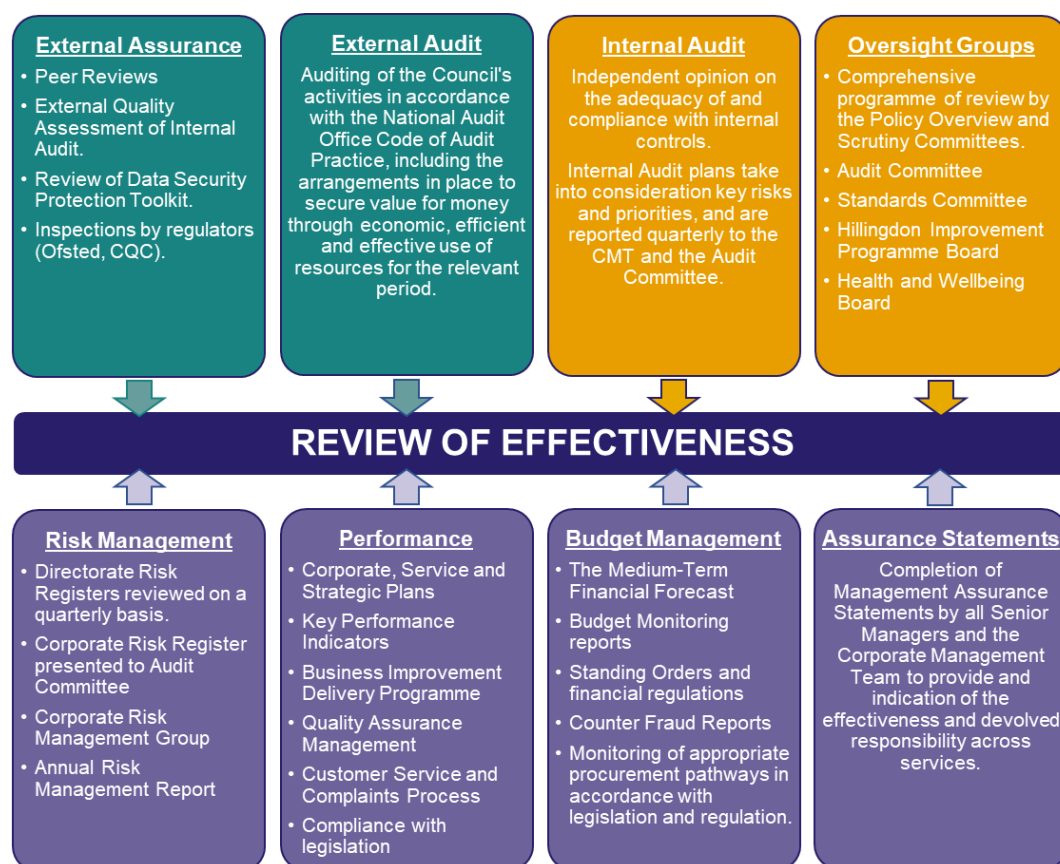 External Assurance
• Peer Reviews
• External Quality
Assessment of Internal
Audit.
• Review of Data Security
Protection Toolkit.
• Inspections by regulators
(Ofsted, CQC).
External Audit
Auditing of the Council's
activities in accordance
with the National Audit
Office Code of Audit
Practice, including the
arrangements in place to
secure value for money
through economic, efficient
and effective use of
resources for the relevant
period.
Internal Audit
Independent opinion on
the adequacy of and
compliance with internal
controls.
Internal Audit plans take
into consideration key risks
and priorities, and are
reported quarterly to the
CMT and the Audit
Committee.
Oversight Groups
• Comprehensive
programme of review by
the Policy Overview and
Scrutiny Committees.
• Audit Committee
• Standards Committee
• Hillingdon Improvement
Programme Board
• Health and Wellbeing
Board
REVIEW OF EFFECTIVENESS
Risk Management
• Directorate Risk
Registers reviewed on a
quarterly basis.
• Corporate Risk Register
presented to Audit
Committee
• Corporate Risk
Management Group
• Annual Risk
Management Report
Performance
• Corporate, Service and
Strategic Plans
• Key Performance
Indicators
• Business Improvement
Delivery Programme
• Quality Assurance
Management
• Customer Service and
Complaints Process
• Compliance with
legislation
Budget Management
• The Medium-Term
Financial Forecast
• Budget Monitoring
reports
• Standing Orders and
financial regulations
• Counter Fraud Reports
• Monitoring of appropriate
procurement pathways in
accordance with
legislation and regulation.
Assurance Statements
Completion of
Management Assurance
Statements by all Senior
Managers and the
Corporate Management
Team to provide and
indication of the
effectiveness and devolved
responsibility across
services.